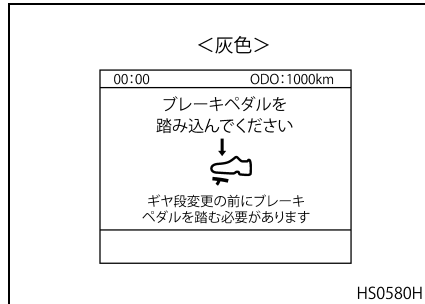 ＜灰色＞
00:00 ODO:1000km
ブレーキペダルを
踏み込んでください
ギヤ段変更の前にブレーキ
ペダルを踏む必要があります
HS0580H